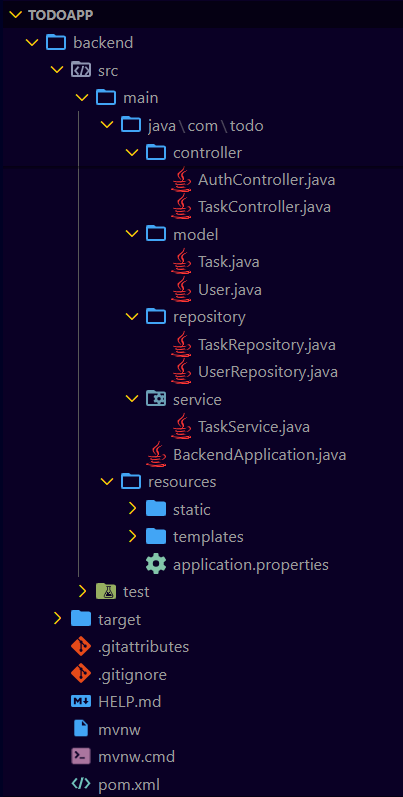 TODOAPP
backend
src
main
java\com\todo
controller
AuthController.java
TaskController.java
model
Task.java
User.java
repository
TaskRepository.java
UserRepository.java
service
TaskService.java
BackendApplication.java
resources
static
templates
application.properties
test
target
.gitattributes
.gitignore
HELP.md
mvnw
mvnw.cmd
pom.xml